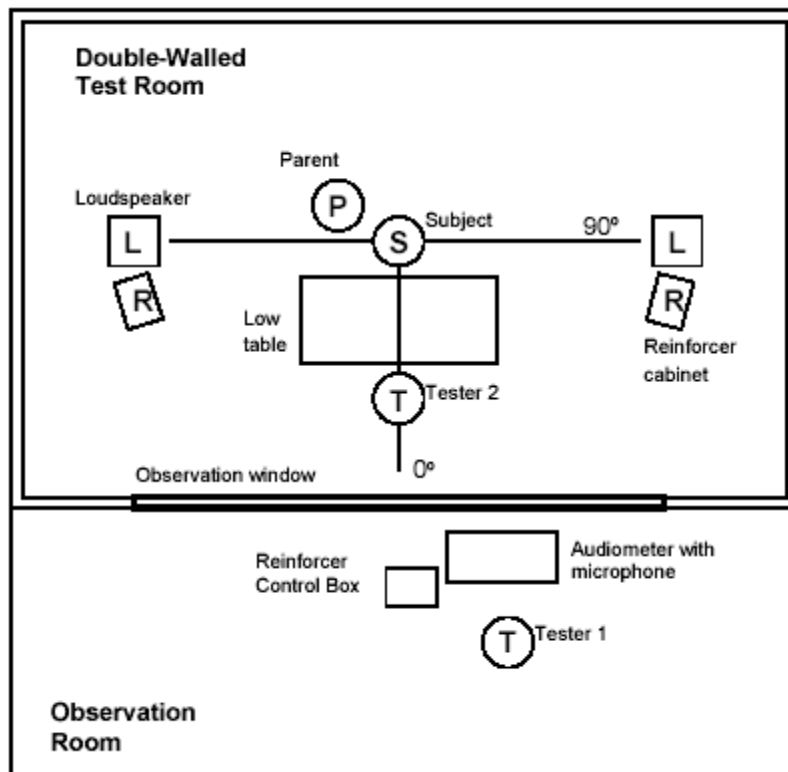 Double-Walled
Test Room
Parent
P
Loudspeaker
L
S
Subject
90º
L
R
Low
table
R
Reinforcer
cabinet
T
Tester 2
0º
Observation window
Reinforcer
Control Box
Audiometer with
microphone
T
Tester 1
Observation
Room